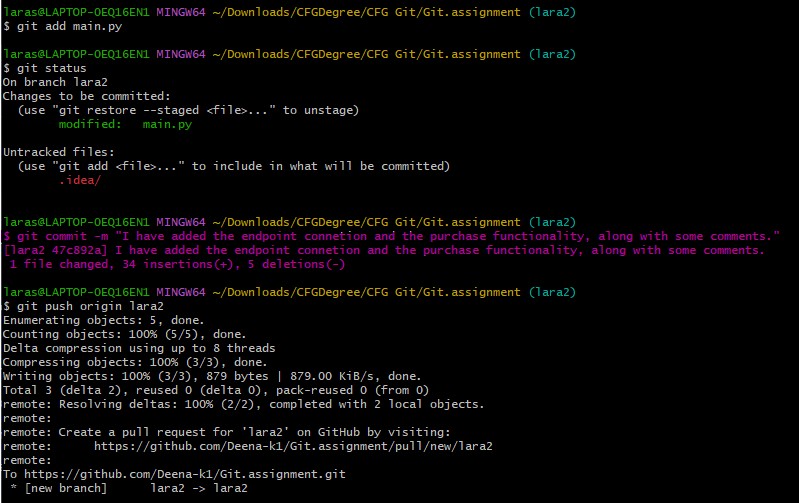 laras@LAPTOP-OEQ16EN1 MINGW64 ~/Downloads/CFGDegree/CFG Git/Git.assignment (lara2)
$ git add main.py
laras@LAPTOP-OEQ16EN1 MINGW64 ~/Downloads/CFGDegree/CFG Git/Git.assignment (lara2)
$ git status
On branch lara2
Changes to be committed:
  (use "git restore --staged <file>..." to unstage)
        modified:   main.py
Untracked files:
  (use "git add <file>..." to include in what will be committed)
        .idea/
laras@LAPTOP-OEQ16EN1 MINGW64 ~/Downloads/CFGDegree/CFG Git/Git.assignment (lara2)
$ git commit -m "I have added the endpoint connetion and the purchase functionality, along with some comments."
[lara2 47c892a] I have added the endpoint connetion and the purchase functionality, along with some comments.
 1 file changed, 34 insertions(+), 5 deletions(-)
laras@LAPTOP-OEQ16EN1 MINGW64 ~/Downloads/CFGDegree/CFG Git/Git.assignment (lara2)
$ git push origin lara2
Enumerating objects: 5, done.
Counting objects: 100% (5/5), done.
Delta compression using up to 8 threads
Compressing objects: 100% (3/3), done.
Writing objects: 100% (3/3), 879 bytes | 879.00 KiB/s, done.
Total 3 (delta 2), reused 0 (delta 0), pack-reused 0 (from 0)
remote: Resolving deltas: 100% (2/2), completed with 2 local objects.
remote:
remote: Create a pull request for 'lara2' on GitHub by visiting:
remote:      https://github.com/Deena-k1/Git.assignment/pull/new/lara2
remote:
To https://github.com/Deena-k1/Git.assignment.git
 * [new branch]      lara2 -> lara2